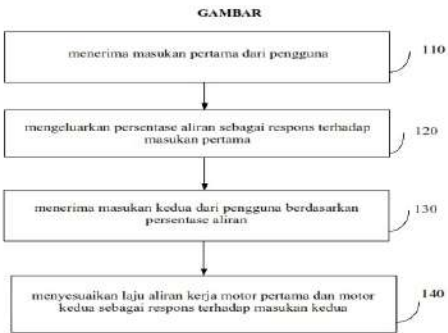 GAMBAR
menerima masukan pertama dari pengguna
110
mengeluarkan persentase aliran sebagai respons terhadap
masukan pertama
120
menerima masukan kedua dari pengguna berdasarkan
persentase aliran
130
menyesuaikan laju aliran kerja motor pertama dan motor
kedua sebagai respons terhadap masukan kedua
140